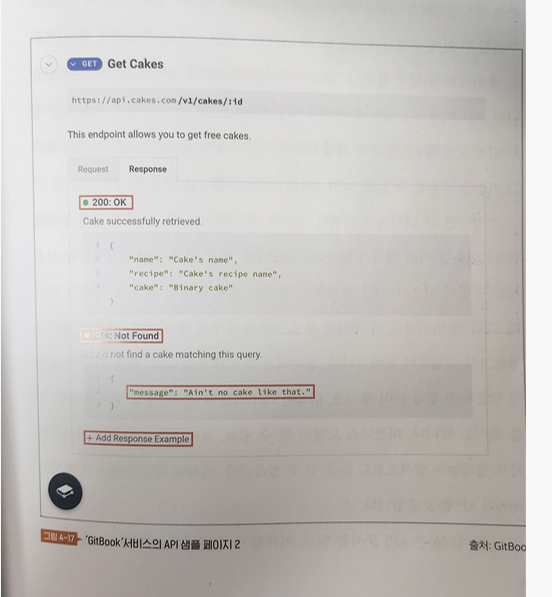 GET Get Cakes
https://api.cakes.com/v1/cakes/:id
This endpoint allows you to get free cakes.
Request Response
200: OK
Cake successfully retrieved.
{
"name": "Cake's name",
"recipe": "Cake's recipe name",
"cake": "Binary cake"
}
Not Found
not find a cake matching this query.
{
"message": "Ain't no cake like that."
}
+ Add Response Example
그림 4-17 'GitBook'서비스의 API 샘플 페이지 2
출처: GitBoo